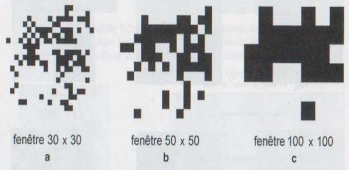 fenêtre 30 x 30
a
fenêtre 50 x 50
b
fenêtre 100 x 100
c